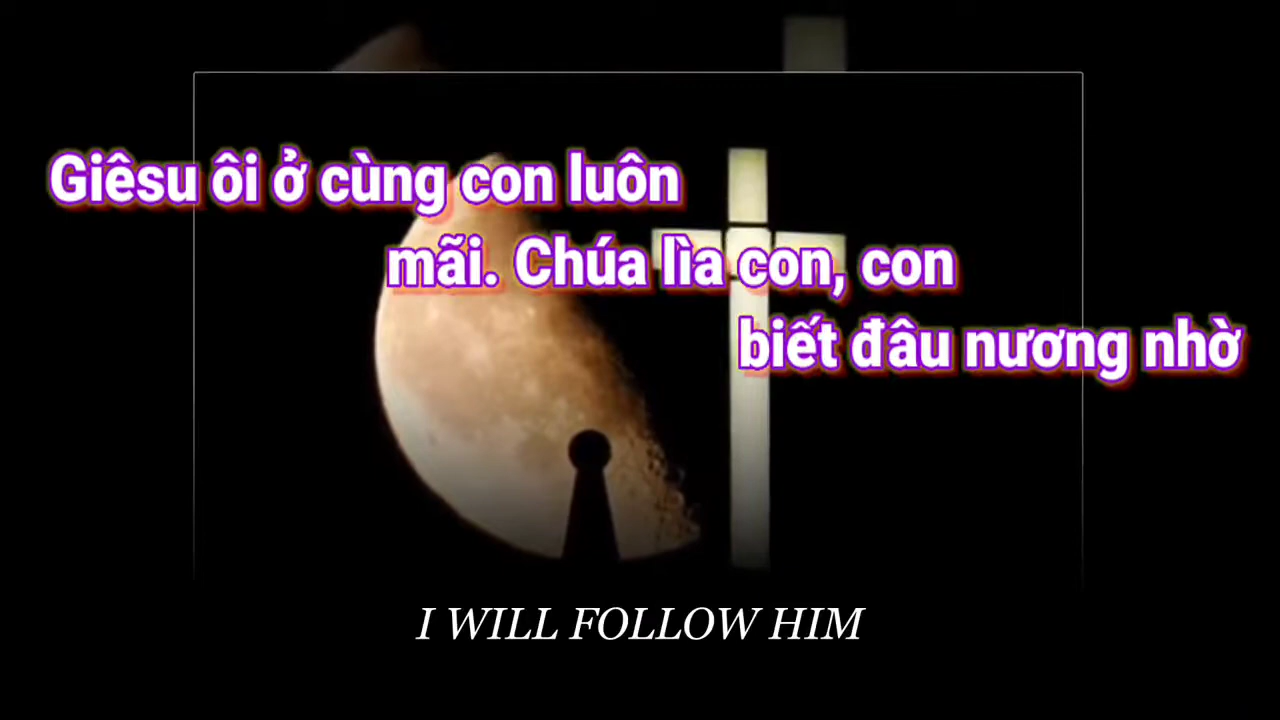 Giêsu ôi ở cùng con luôn
mãi. Chúa lìa con, con
biết đâu nương nhờ
I WILL FOLLOW HIM